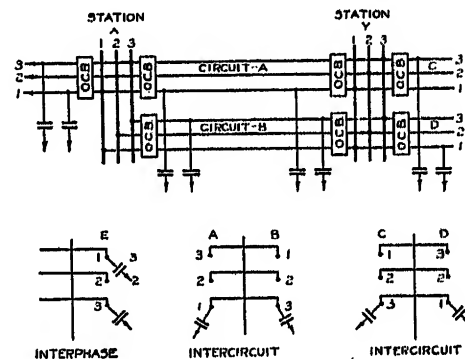 STATION
A
1 2 3
STATION
Y
1 2 3
3
2
1
OCB
OCB
CIRCUIT-A
OCB
OCB
C
3
2
1
OCB
CIRCUIT-B
OCB
OCB
D
3
2
1
E
1
3
2
2
3
A B
3 1
2 2
1 3
C D
1 3
2 2
3 1
INTERPHASE INTERCIRCUIT INTERCIRCUIT